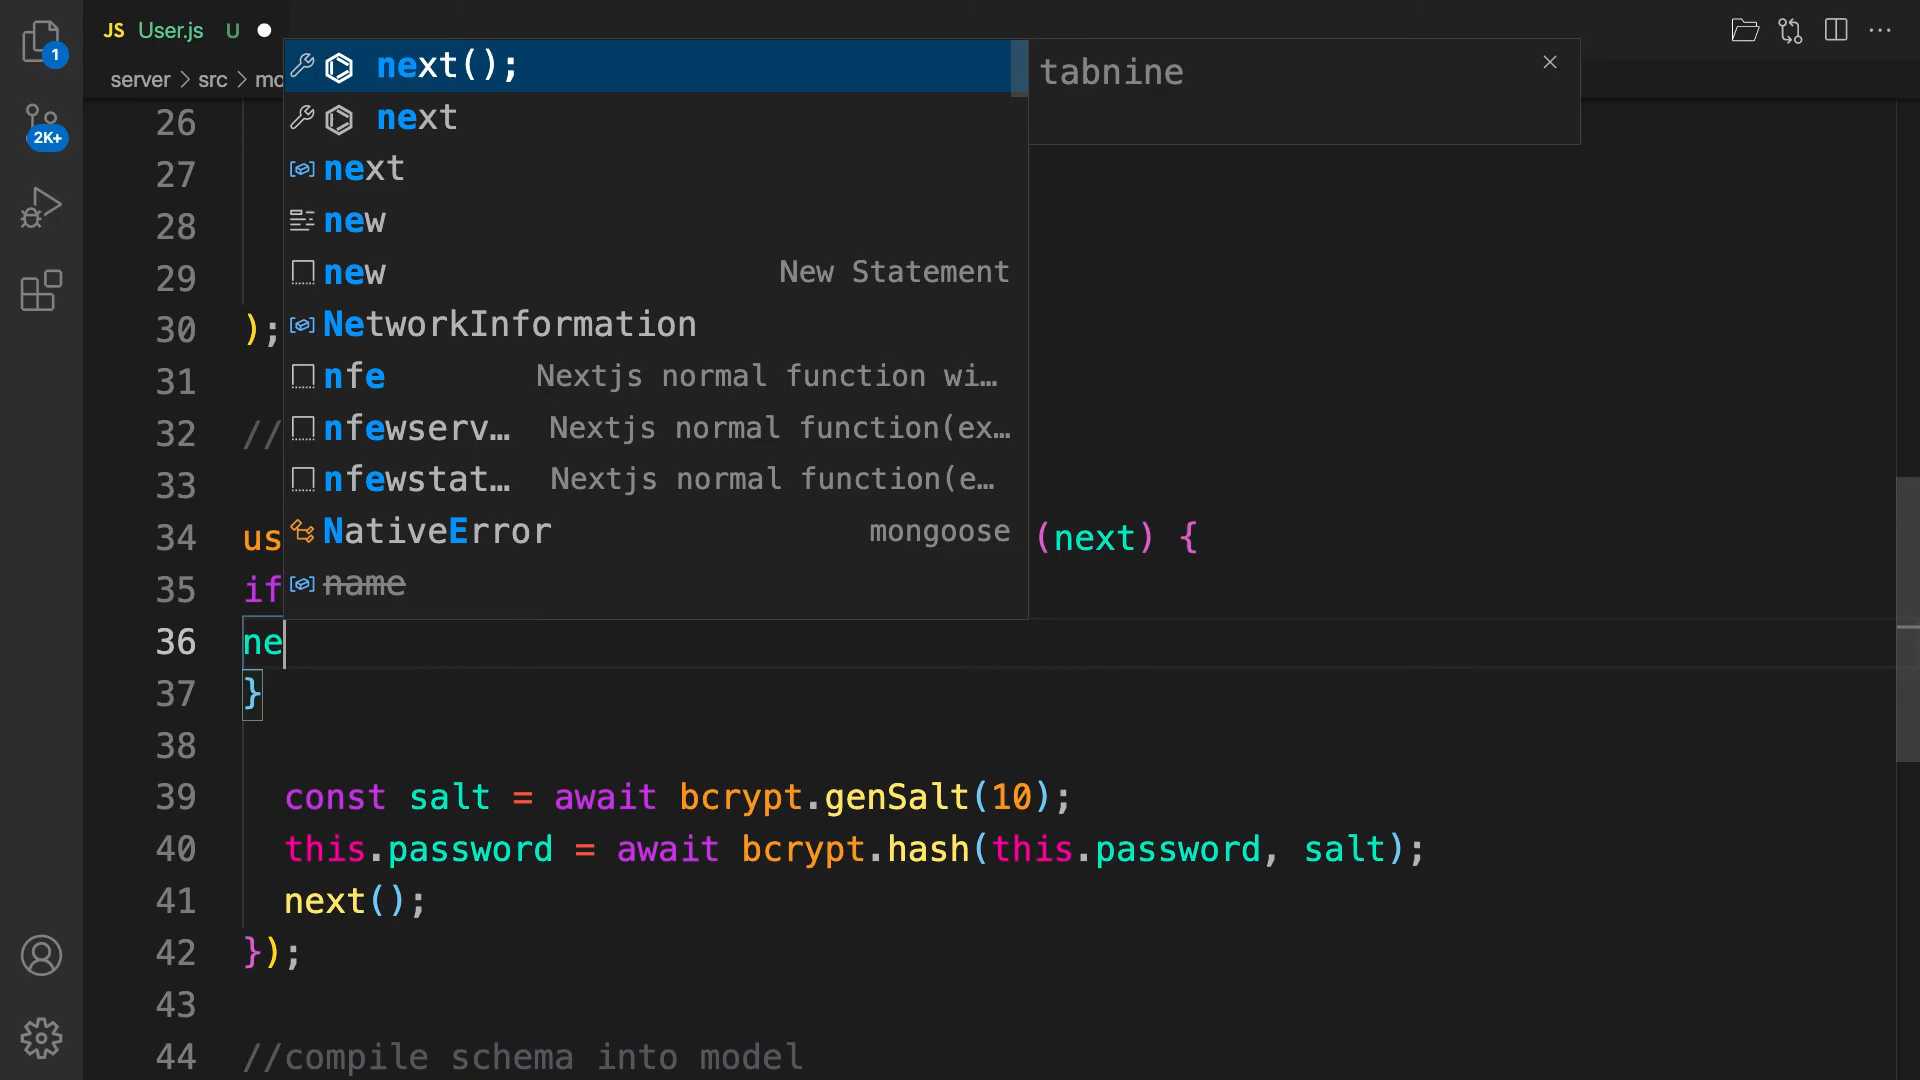 1
JS User.js U
server > src > mo
2K+
next();
tabnine
next
next
new
new New Statement
NetworkInformation
nfe Nextjs normal function wi…
nfewserv… Nextjs normal function(ex…
nfewstat… Nextjs normal function(e…
NativeError mongoose
name
26
27
28
29
30 );
31
32 //
33
34 us (next) {
35 if
36 ne
37 }
38
39 const salt = await bcrypt.genSalt(10);
40 this.password = await bcrypt.hash(this.password, salt);
41 next();
42 });
43
44 //compile schema into model